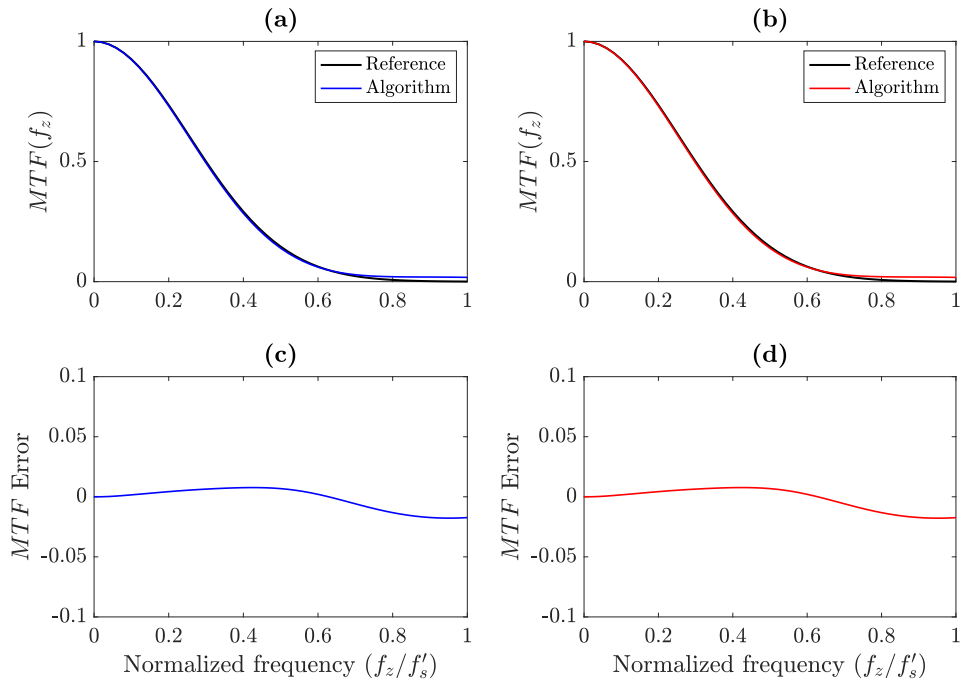 (a)
1
0.5
0
MTF(f_z)
Reference
Algorithm
0 0.2 0.4 0.6 0.8 1
(b)
1
0.5
0
MTF(f_z)
Reference
Algorithm
0 0.2 0.4 0.6 0.8 1
(c)
0.1
0.05
0
-0.05
-0.1
MTF Error
0 0.2 0.4 0.6 0.8 1
Normalized frequency (f_z/f'_s)
(d)
0.1
0.05
0
-0.05
-0.1
MTF Error
0 0.2 0.4 0.6 0.8 1
Normalized frequency (f_z/f'_s)